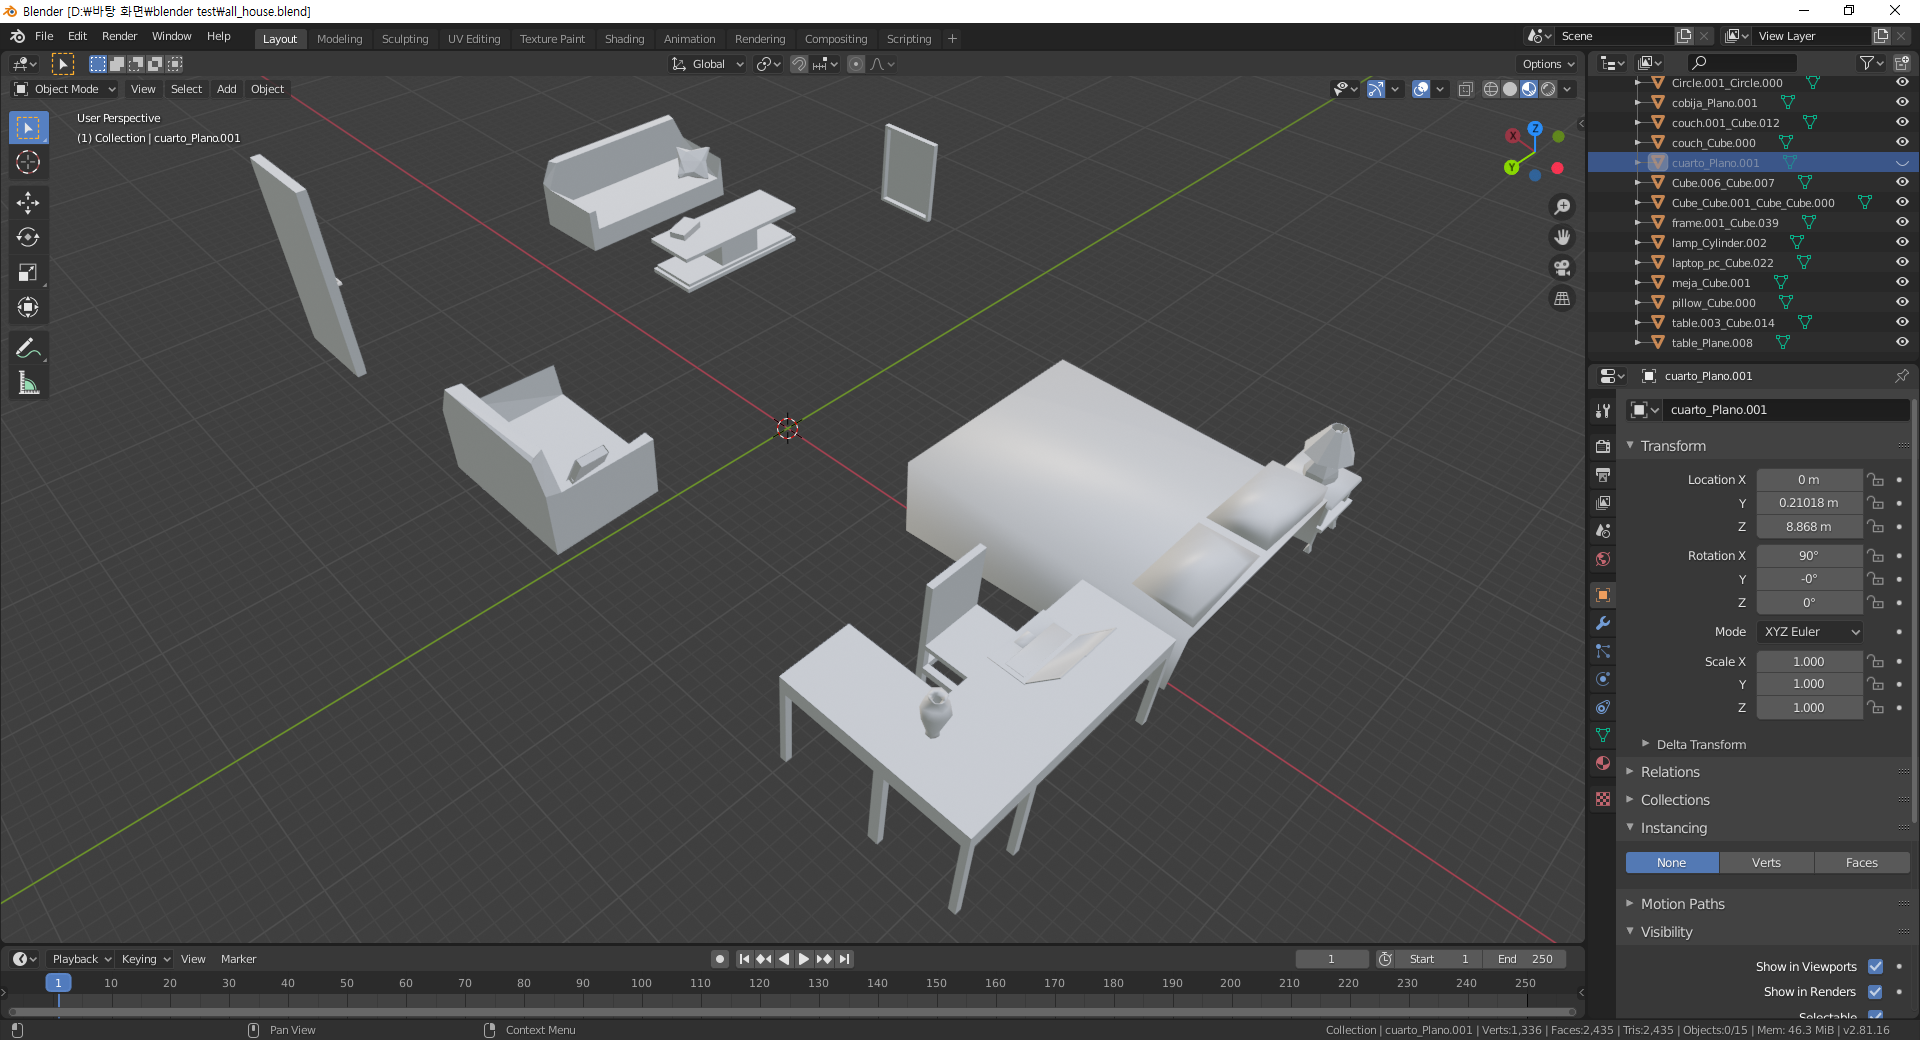 Blender [D:₩바탕 화면₩blender test₩all_house.blend]
File Edit Render Window Help
Layout Modeling Sculpting UV Editing Texture Paint Shading Animation Rendering Compositing Scripting +
Scene
View Layer
Global
Options
Object Mode View Select Add Object
User Perspective
(1) Collection | cuarto_Plano.001
X
Z
Y
Circle.001_Circle.000
cobija_Plano.001
couch.001_Cube.012
couch_Cube.000
cuarto_Plano.001
Cube.006_Cube.007
Cube_Cube.001_Cube_Cube.000
frame.001_Cube.039
lamp_Cylinder.002
laptop_pc_Cube.022
meja_Cube.001
pillow_Cube.000
table.003_Cube.014
table_Plane.008
cuarto_Plano.001
cuarto_Plano.001
Transform
Location X 0 m
Y 0.21018 m
Z 8.868 m
Rotation X 90°
Y -0°
Z 0°
Mode XYZ Euler
Scale X 1.000
Y 1.000
Z 1.000
Delta Transform
Relations
Collections
Instancing
None Verts Faces
Motion Paths
Visibility
Show in Viewports
Show in Renders
Selectable
Playback Keying View Marker
1
Start 1
End 250
1 10 20 30 40 50 60 70 80 90 100 110 120 130 140 150 160 170 180 190 200 210 220 230 240 250
Pan View
Context Menu
Collection | cuarto_Plano.001 | Verts:1,336 | Faces:2,435 | Tris:2,435 | Objects:0/15 | Mem: 46.3 MiB | v2.81.16